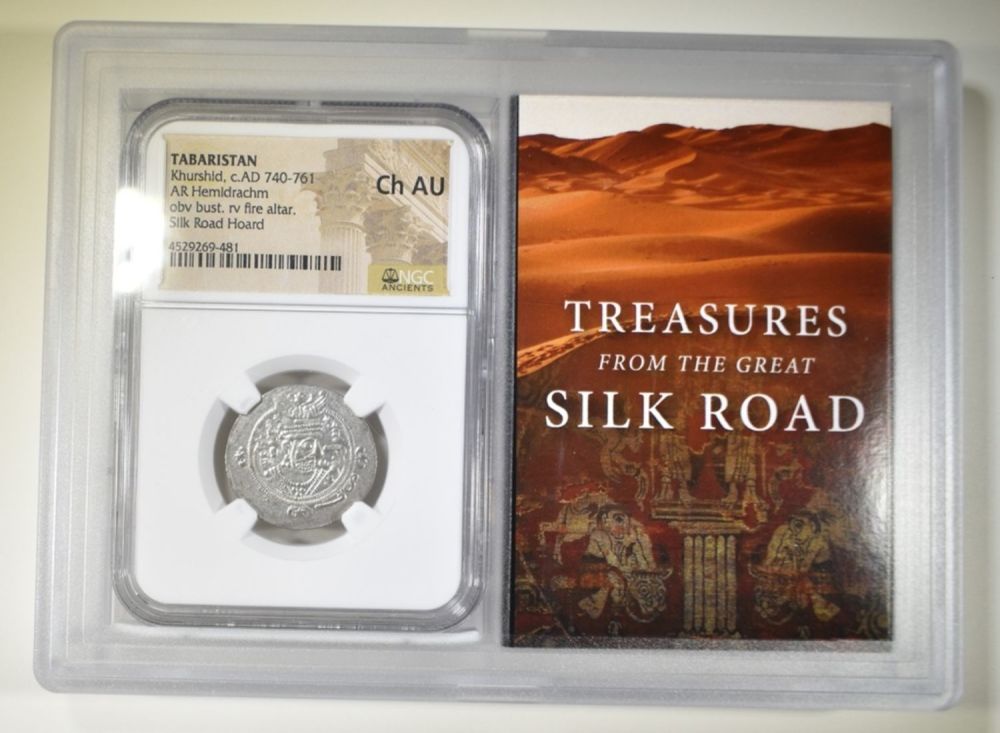 TABARISTAN
Khurshid, c.AD 740-761
AR Hemidrachm
obv bust. rv fire altar.
Silk Road Hoard
4529269-481
Ch AU
NGC
ANCIENTS
TREASURES
FROM THE GREAT
SILK ROAD